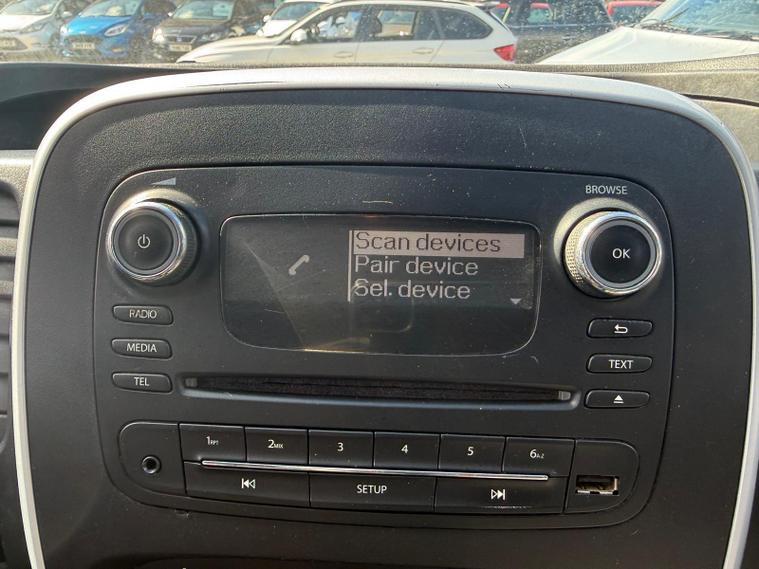 BROWSE
Scan devices
Pair device
Sel. device
OK
RADIO
MEDIA
TEL
TEXT
1RPT
2MIX
3
4
5
6A-Z
SETUP